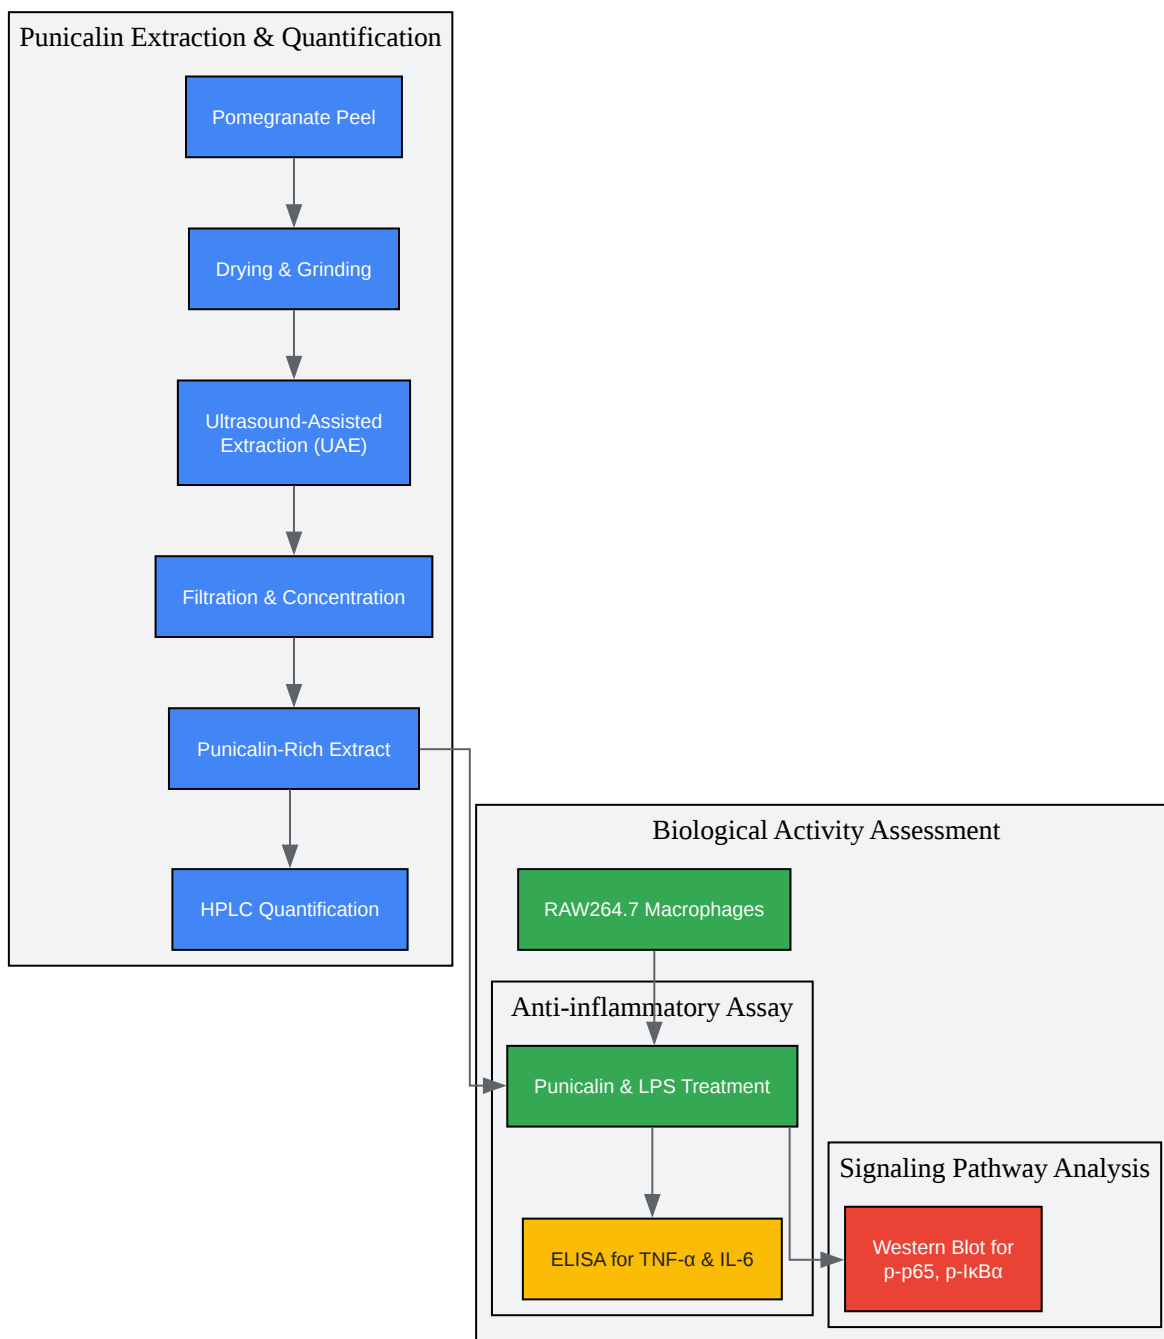 Punicalin Extraction & Quantification
Pomegranate Peel
Drying & Grinding
Ultrasound-Assisted
Extraction (UAE)
Filtration & Concentration
Punicalin-Rich Extract
HPLC Quantification
Biological Activity Assessment
RAW264.7 Macrophages
Anti-inflammatory Assay
Punicalin & LPS Treatment
ELISA for TNF-α & IL-6
Signaling Pathway Analysis
Western Blot for
p-p65, p-IκBα